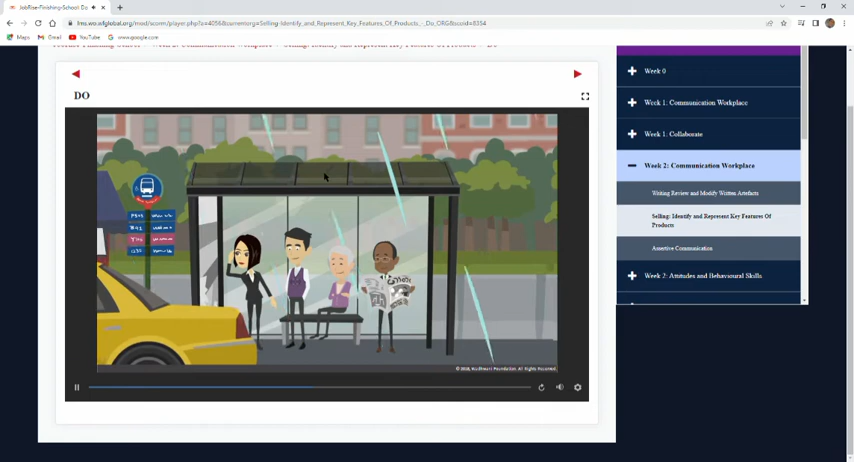 JobRise-Finishing-School: Do
lms.wo.wfglobal.org/mod/scorm/player.php?a=4056&currentorg=Selling-Identify_and_Represent_Key_Features_Of_Products_-_Do_ORG&scoid=8354
Maps
Gmail
YouTube
www.google.com
DO
Week 0
Week 1: Communication Workplace
Week 1: Collaborate
Week 2: Communication Workplace
Writing Review and Modify Written Artefacts
Selling: Identify and Represent Key Features Of
Products
Assertive Communication
Week 2: Attitudes and Behavioural Skills
6
© 2020, Wadhwani Foundation. All Rights Reserved.